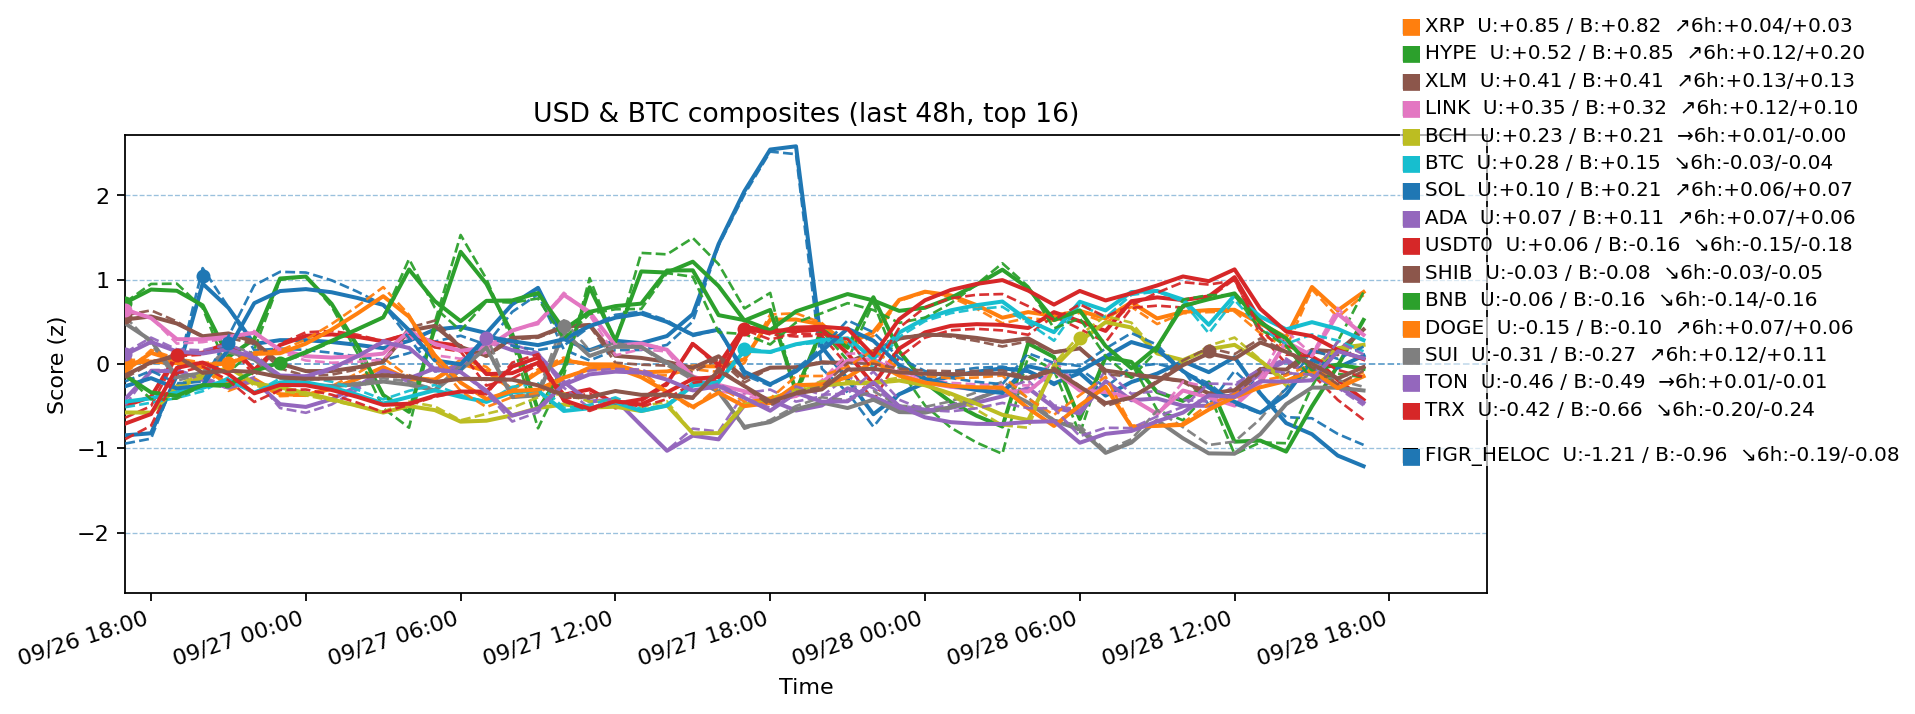 XRP U:+0.85 / B:+0.82 ↗6h:+0.04/+0.03
HYPE U:+0.52 / B:+0.85 ↗6h:+0.12/+0.20
XLM U:+0.41 / B:+0.41 ↗6h:+0.13/+0.13
LINK U:+0.35 / B:+0.32 ↗6h:+0.12/+0.10
BCH U:+0.23 / B:+0.21 →6h:+0.01/-0.00
BTC U:+0.28 / B:+0.15 ↘6h:-0.03/-0.04
SOL U:+0.10 / B:+0.21 ↗6h:+0.06/+0.07
ADA U:+0.07 / B:+0.11 ↗6h:+0.07/+0.06
USDT0 U:+0.06 / B:-0.16 ↘6h:-0.15/-0.18
SHIB U:-0.03 / B:-0.08 ↘6h:-0.03/-0.05
BNB U:-0.06 / B:-0.16 ↘6h:-0.14/-0.16
DOGE U:-0.15 / B:-0.10 ↗6h:+0.07/+0.06
SUI U:-0.31 / B:-0.27 ↗6h:+0.12/+0.11
TON U:-0.46 / B:-0.49 →6h:+0.01/-0.01
TRX U:-0.42 / B:-0.66 ↘6h:-0.20/-0.24
FIGR_HELOC U:-1.21 / B:-0.96 ↘6h:-0.19/-0.08
USD & BTC composites (last 48h, top 16)
Score (z)
2
1
0
−1
−2
09/26 18:00
09/27 00:00
09/27 06:00
09/27 12:00
09/27 18:00
09/28 00:00
09/28 06:00
09/28 12:00
09/28 18:00
Time